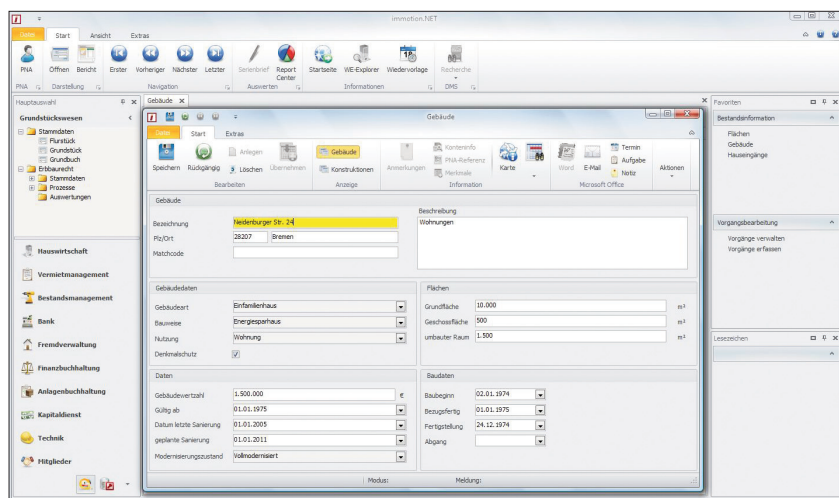 immotion.NET
Datei Start Ansicht Extras
PNA Öffnen Bericht Erster Vorheriger Nächster Letzter Serienbrief Report Center Startseite WE-Explorer Wiedervorlage Recherche
PNA Darstellung Navigation Auswerten Informationen DMS
Hauptauswahl
Grundstückswesen
Stammdaten
Flurstück
Grundstück
Grundbuch
Erbbaurecht
Stammdaten
Prozesse
Auswertungen
Hauswirtschaft
Vermietmanagement
Bestandsmanagement
Bank
Fremdverwaltung
Finanzbuchhaltung
Anlagenbuchhaltung
Kapitaldienst
Technik
Mitglieder
Gebäude
Gebäude
Datei Start Extras
Speichern Rückgängig Anlegen Löschen Übernehmen Gebäude Konstruktionen Anmerkungen Konteninfo PNA-Referenz Merkmale Karte Word E-Mail Termin Aufgabe Notiz Aktionen
Bearbeiten Anzeige Information Microsoft Office
Gebäude
Bezeichnung Neidenburger Str. 24
Plz/Ort 28207 Bremen
Matchcode
Beschreibung
Wohnungen
Gebäudedaten
Gebäudeart Einfamilienhaus
Bauweise Energiesparhaus
Nutzung Wohnung
Denkmalschutz
Flächen
Grundfläche 10.000 m²
Geschossfläche 500 m²
umbauter Raum 1.500 m³
Daten
Gebäudewertzahl 1.500.000 €
Gültig ab 01.01.1975
Datum letzte Sanierung 01.01.2005
geplante Sanierung 01.01.2011
Modernisierungszustand Vollmodernisiert
Baudaten
Baubeginn 02.01.1974
Bezugsfertig 01.01.1975
Fertigstellung 24.12.1974
Abgang
Modus: Meldung:
Favoriten
Bestandsinformation
Flächen
Gebäude
Hauseingänge
Vorgangsbearbeitung
Vorgänge verwalten
Vorgänge erfassen
Lesezeichen